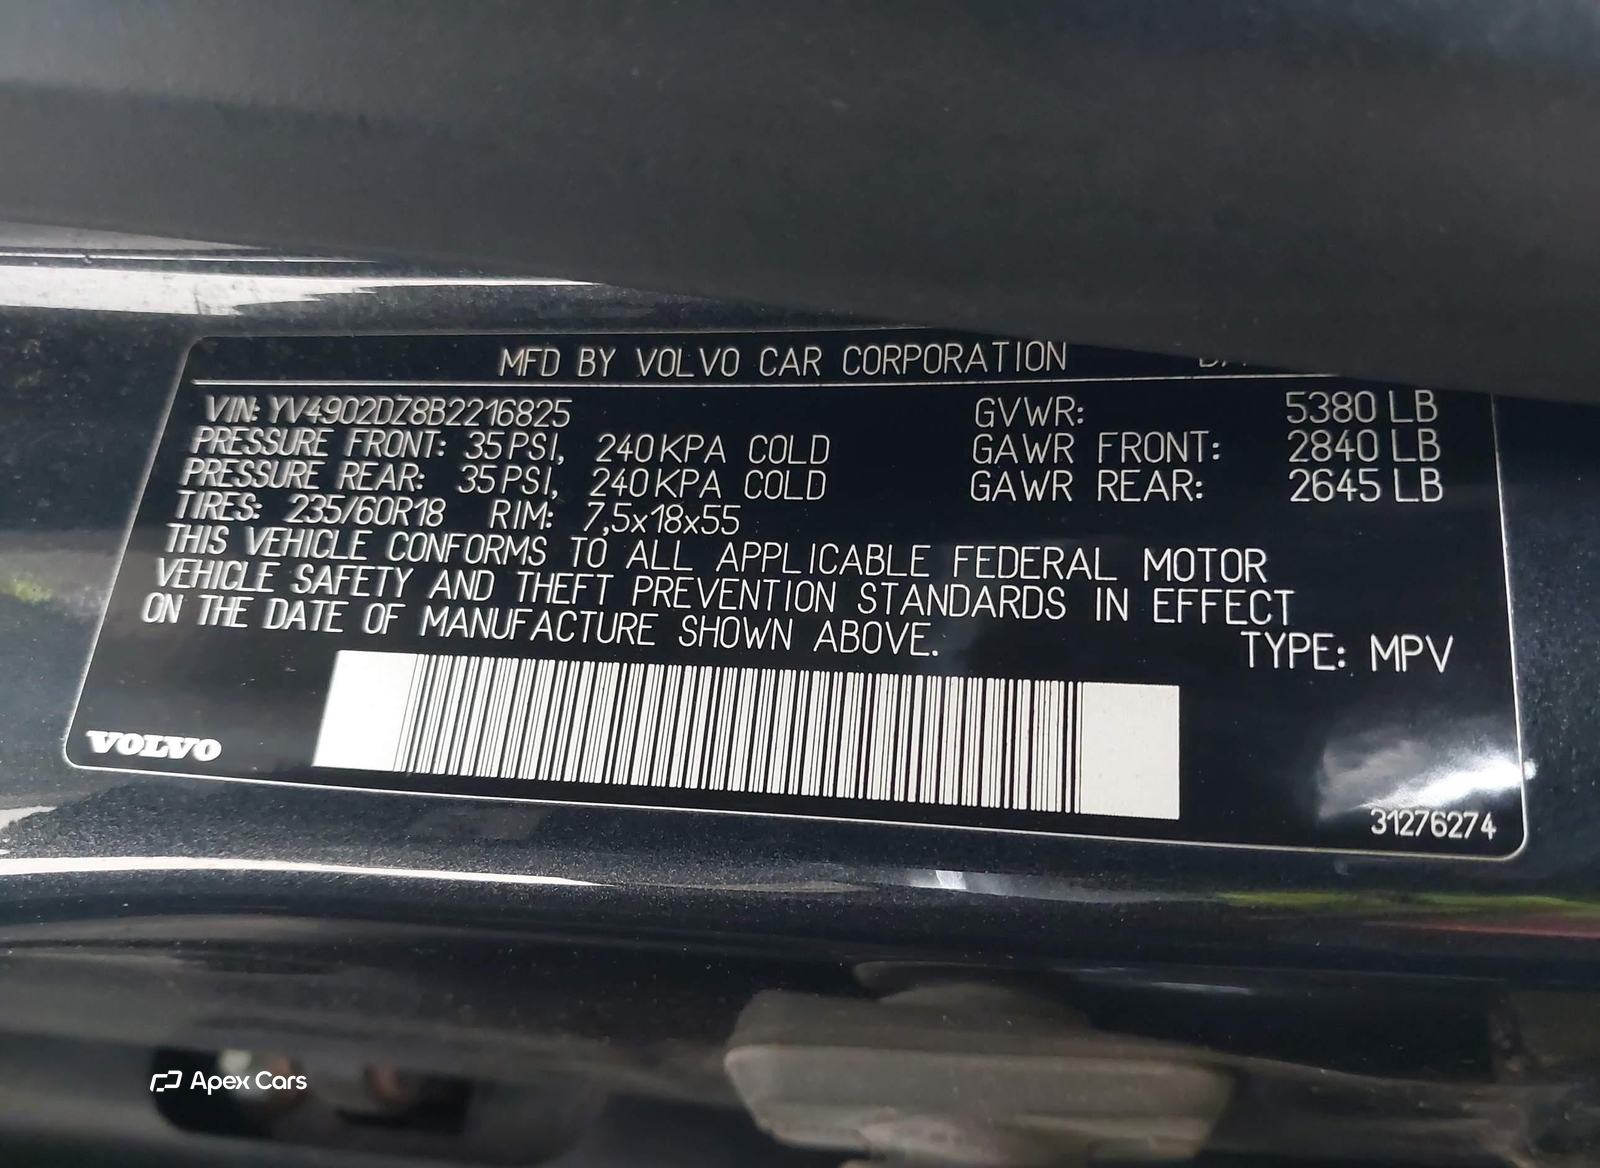 MFD BY VOLVO CAR CORPORATION
VIN: YV4902DZ8B2216825 GVWR: 5380 LB
PRESSURE FRONT: 35 PSI, 240 KPA COLD GAWR FRONT: 2840 LB
PRESSURE REAR: 35 PSI, 240 KPA COLD GAWR REAR: 2645 LB
TIRES: 235/60R18 RIM: 7,5x18x55
THIS VEHICLE CONFORMS TO ALL APPLICABLE FEDERAL MOTOR
VEHICLE SAFETY AND THEFT PREVENTION STANDARDS IN EFFECT
ON THE DATE OF MANUFACTURE SHOWN ABOVE.
TYPE: MPV
VOLVO
31276274
Apex Cars